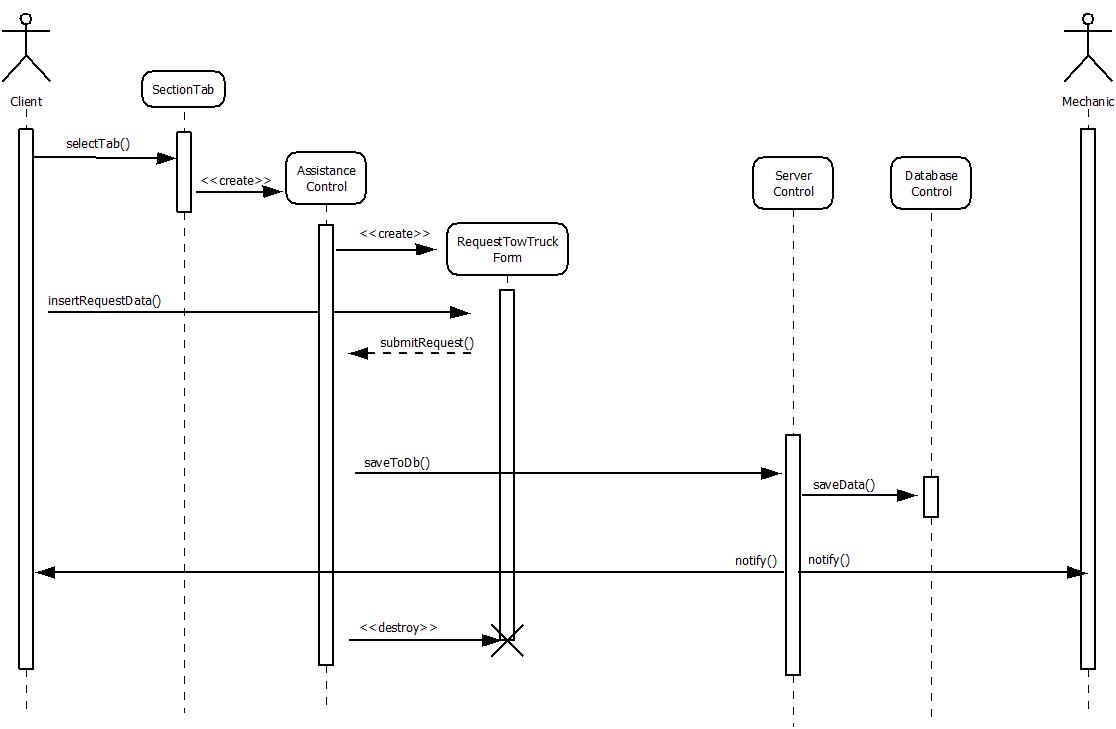 Client
SectionTab
Mechanic
selectTab()
<<create>>
Assistance
Control
Server
Control
Database
Control
<<create>>
RequestTowTruck
Form
insertRequestData()
submitRequest()
saveToDb()
saveData()
notify()
notify()
<<destroy>>